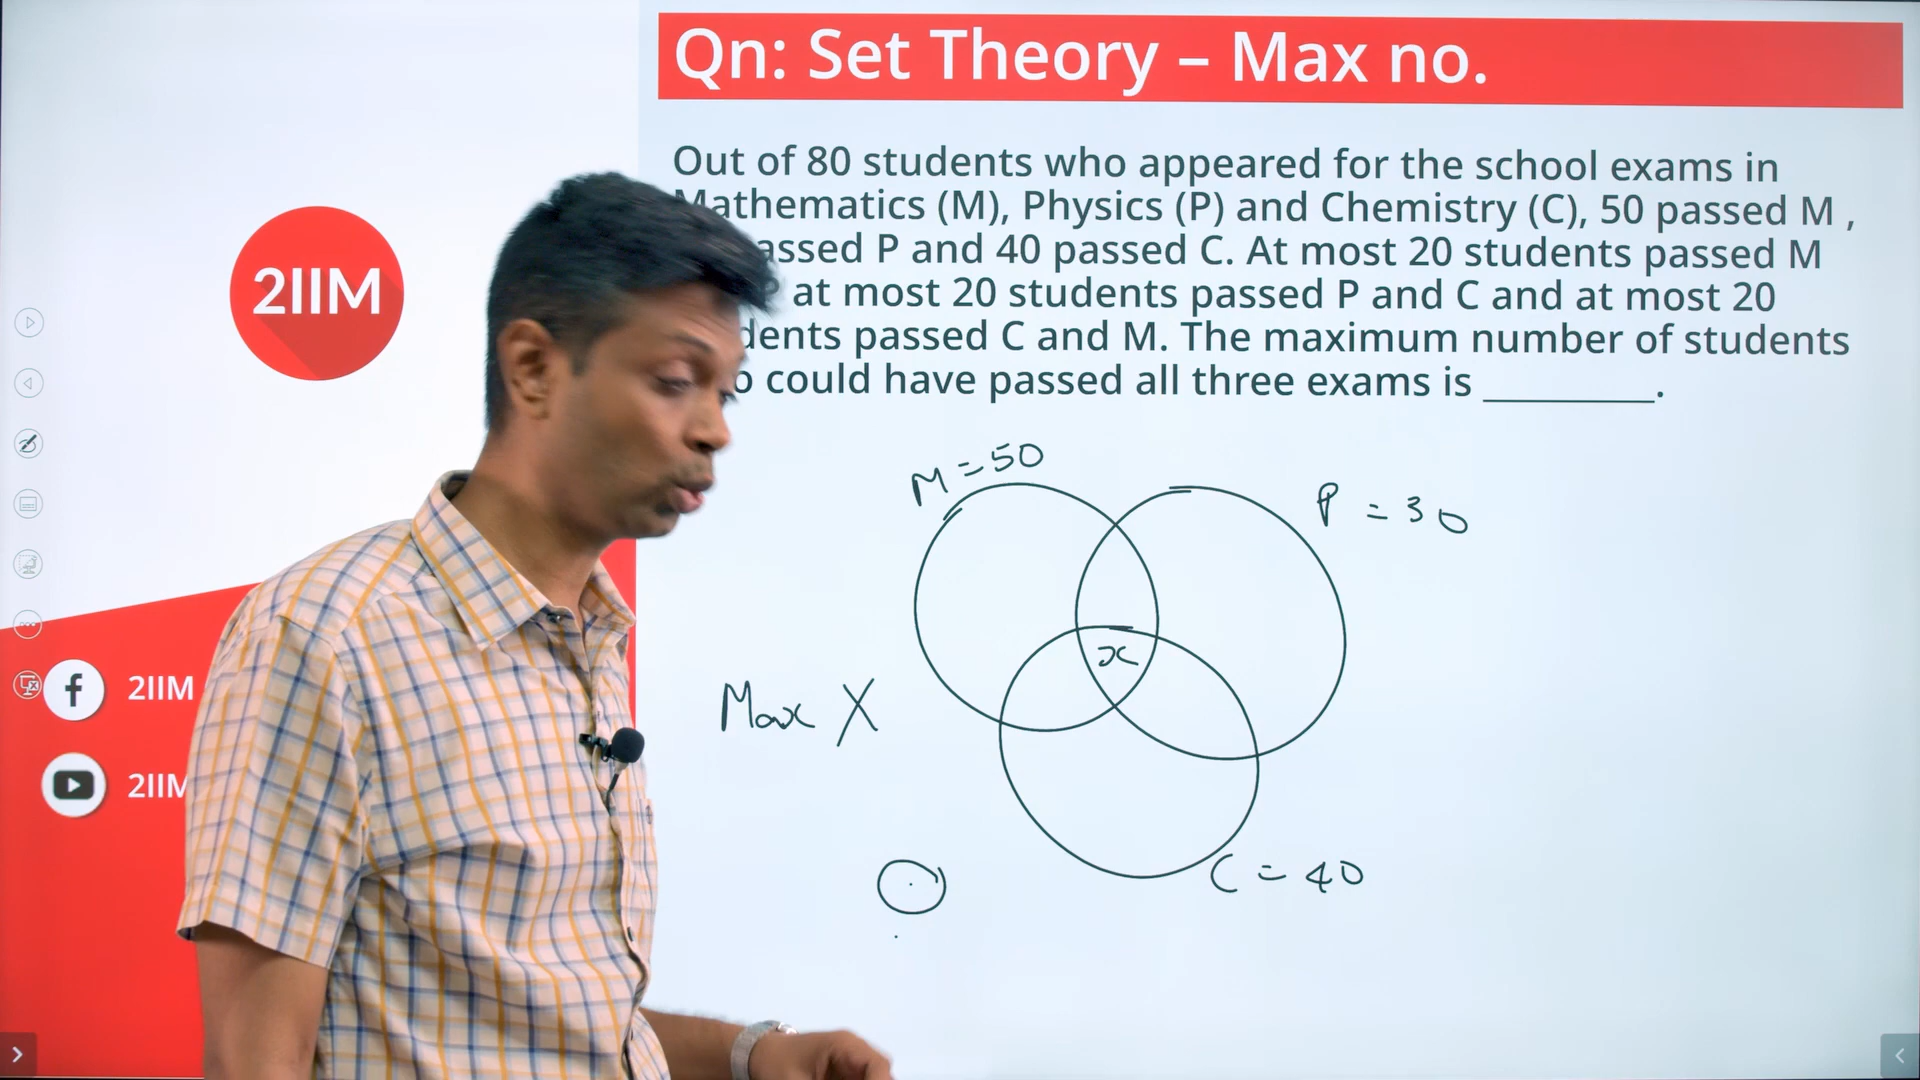 Qn: Set Theory – Max no.
Out of 80 students who appeared for the school exams in
Mathematics (M), Physics (P) and Chemistry (C), 50 passed M ,
passed P and 40 passed C. At most 20 students passed M
at most 20 students passed P and C and at most 20
students passed C and M. The maximum number of students
could have passed all three exams is _________.
2IIM
M = 50
P = 30
x
Max X
C = 40
2IIM
2IIM